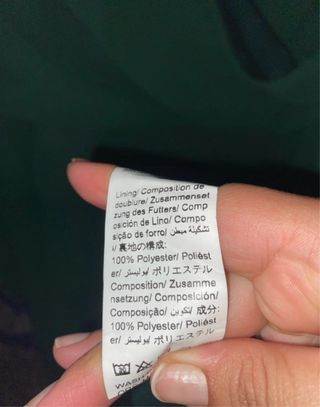 Lining/ Composition de
doublure/ Zusammenset
zung des Futters/ Comp
osición de Lino/ Compo
sição de forro/ تشكيلة مبطن
/ 裏地の構成:
100% Polyester/ Poliést
er/ بوليستر/ ポリエステル
Composition/ Zusamme
nsetzung/ Composición/
Composição/ تكوين/ 成分:
100% Polyester/ Poliést
er/ بوليستر/ ポリエステル